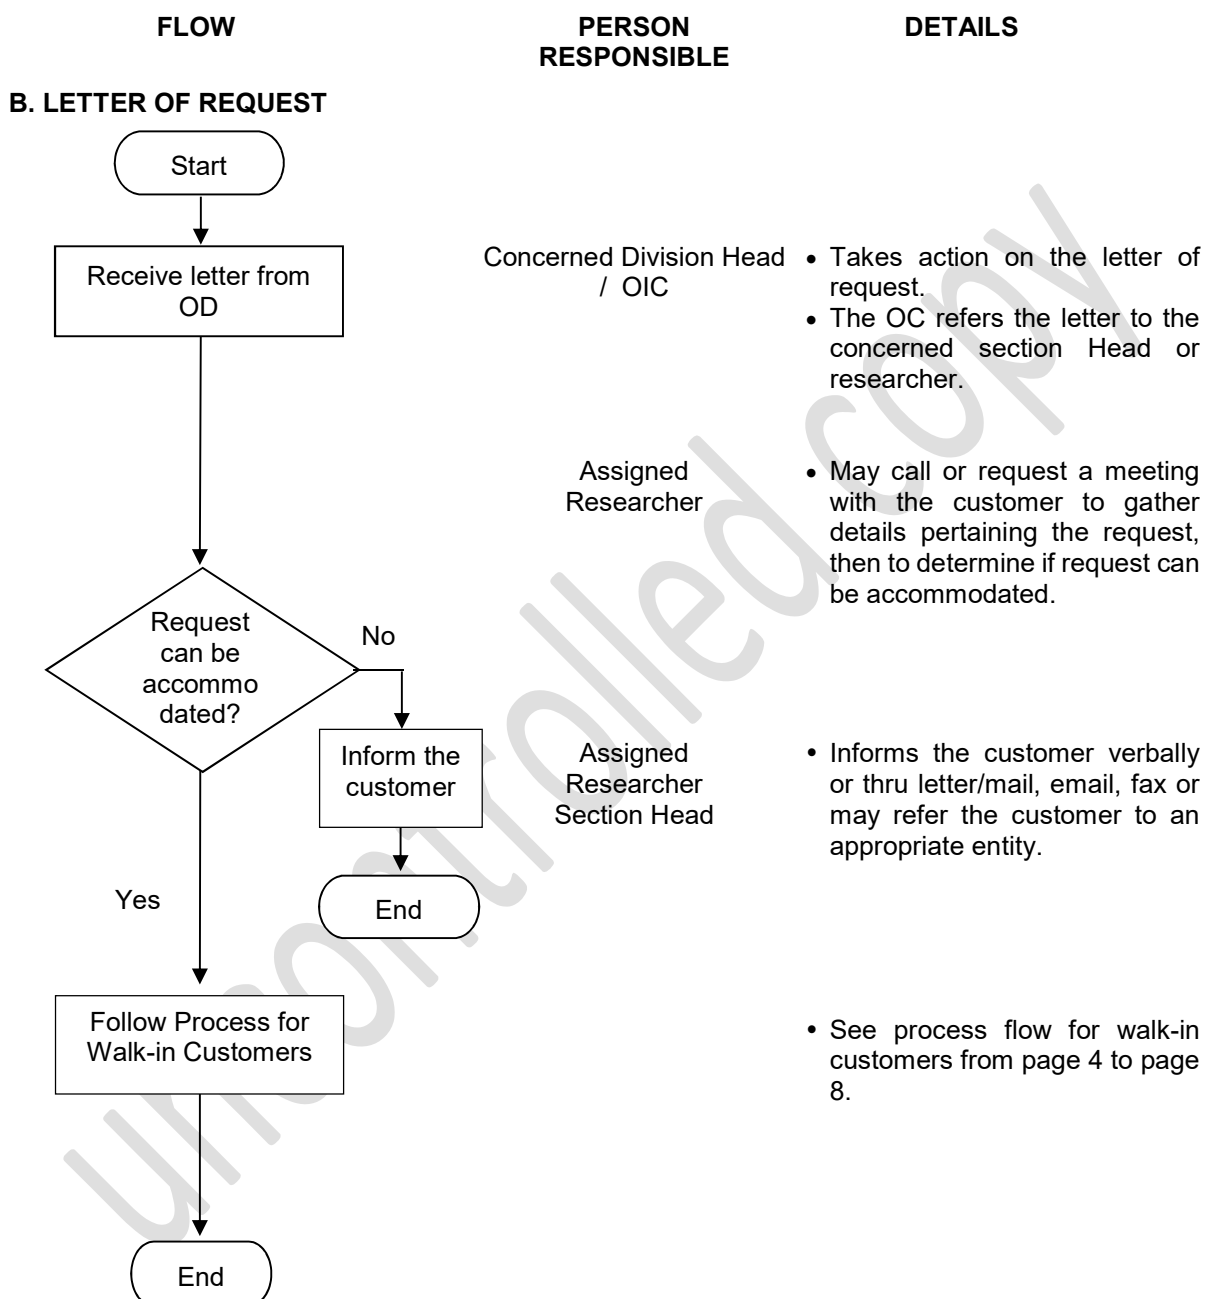 FLOW
PERSON
RESPONSIBLE
DETAILS
B. LETTER OF REQUEST
Start
Receive letter from
OD
Concerned Division Head
/ OIC
• Takes action on the letter of
request.
• The OC refers the letter to the
concerned section Head or
researcher.
Assigned
Researcher
• May call or request a meeting
with the customer to gather
details pertaining the request,
then to determine if request can
be accommodated.
Request
can be
accommo
dated?
No
Inform the
customer
Assigned
Researcher
Section Head
• Informs the customer verbally
or thru letter/mail, email, fax or
may refer the customer to an
appropriate entity.
End
Yes
Follow Process for
Walk-in Customers
• See process flow for walk-in
customers from page 4 to page
8.
End
uncontrolled copy